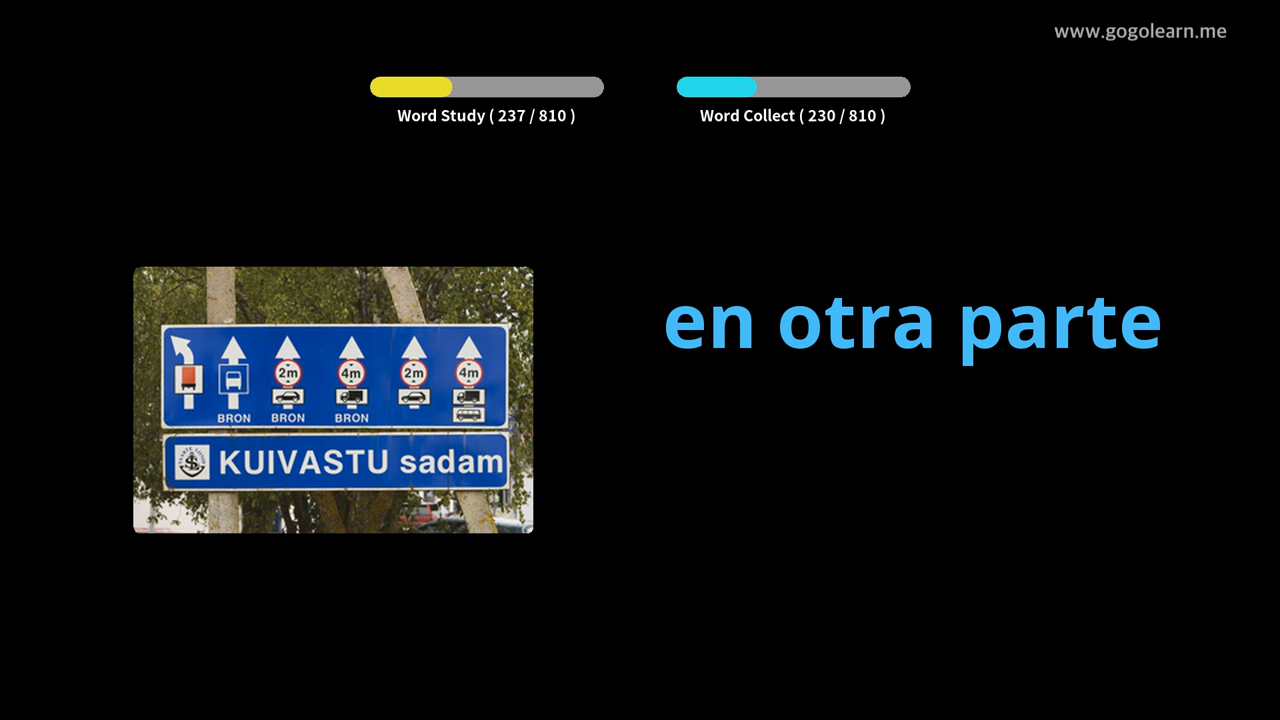 www.gogolearn.me
Word Study ( 237 / 810 )
Word Collect ( 230 / 810 )
en otra parte
2m
4m
2m
4m
BRON
BRON
BRON
KUIVASTU sadam